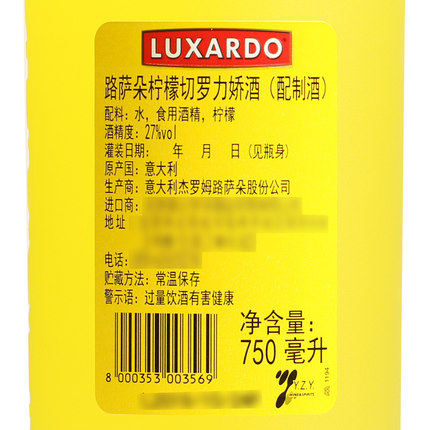 LUXARDO
路萨朵柠檬切罗力娇酒（配制酒）
配料：水，食用酒精，柠檬
酒精度：27%vol
灌装日期： 年 月 日（见瓶身）
原产国：意大利
生产商：意大利杰罗姆路萨朵股份公司
进口商：
地址
电话：
贮藏方法：常温保存
警示语：过量饮酒有害健康
净含量：
750 毫升
8 000353 003569
Y.Z.Y.